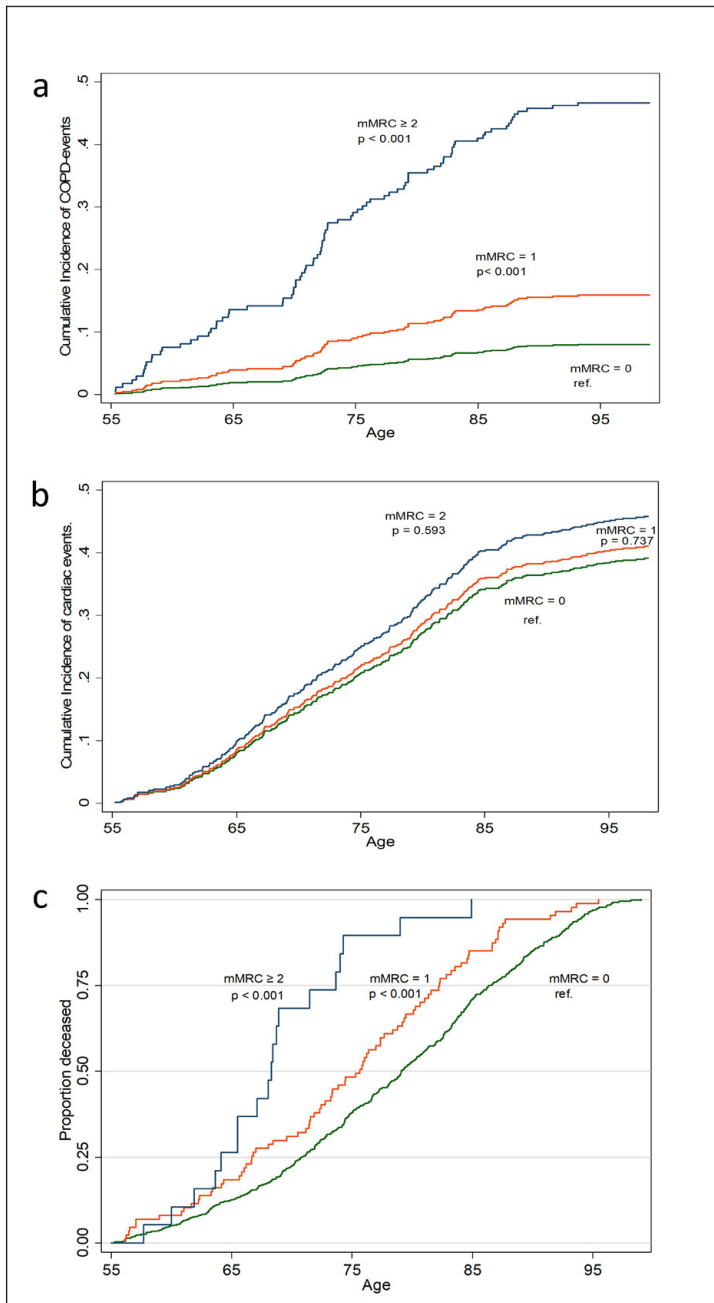 a
Cumulative Incidence of COPD-events
.5
.4
.3
.2
.1
0
mMRC ≥ 2
p < 0.001
mMRC = 1
p< 0.001
mMRC = 0
ref.
55 65 75 85 95
Age
b
Cumulative Incidence of cardiac events.
.5
.4
.3
.2
.1
0
mMRC = 2
p = 0.593
mMRC = 1
p = 0.737
mMRC = 0
ref.
55 65 75 85 95
Age
c
Proportion deceased
1.00
0.75
0.50
0.25
0.00
mMRC ≥ 2
p < 0.001
mMRC = 1
p < 0.001
mMRC = 0
ref.
55 65 75 85 95
Age